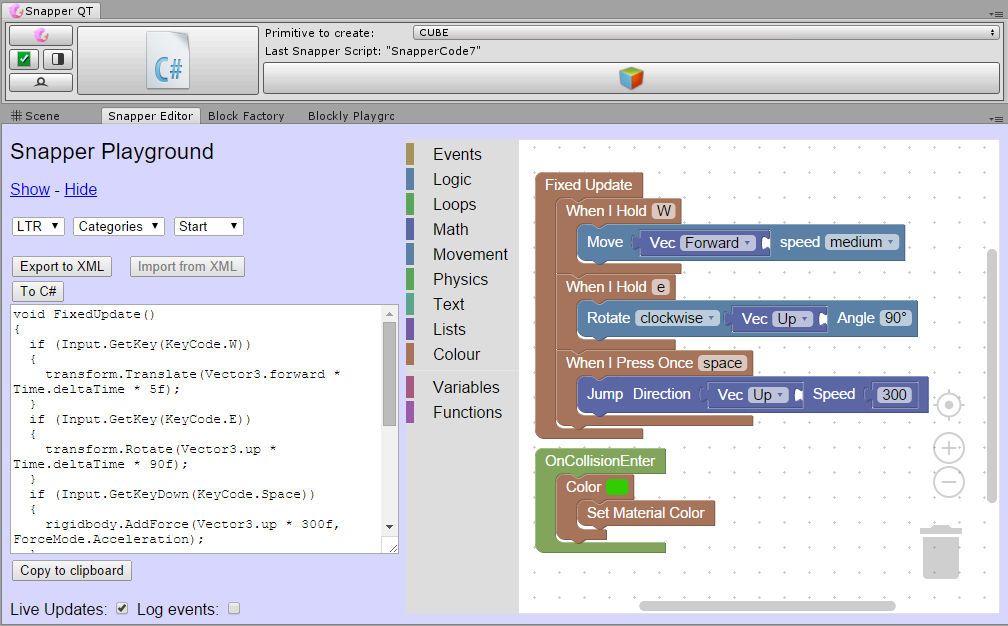 Snapper QT
Primitive to create: CUBE
Last Snapper Script: "SnapperCode7"
C#
Scene Snapper Editor Block Factory Blockly Playgrc
Snapper Playground
Show - Hide
LTR Categories Start
Export to XML Import from XML
To C#
void FixedUpdate()
{
if (Input.GetKey(KeyCode.W))
{
transform.Translate(Vector3.forward *
Time.deltaTime * 5f);
}
if (Input.GetKey(KeyCode.E))
{
transform.Rotate(Vector3.up *
Time.deltaTime * 90f);
}
if (Input.GetKeyDown(KeyCode.Space))
{
rigidbody.AddForce(Vector3.up * 300f,
ForceMode.Acceleration);
}
Copy to clipboard
Live Updates: Log events:
Events
Logic
Loops
Math
Movement
Physics
Text
Lists
Colour
Variables
Functions
Fixed Update
When I Hold W
Move Vec Forward speed medium
When I Hold e
Rotate clockwise Vec Up Angle 90°
When I Press Once space
Jump Direction Vec Up Speed 300
OnCollisionEnter
Color
Set Material Color